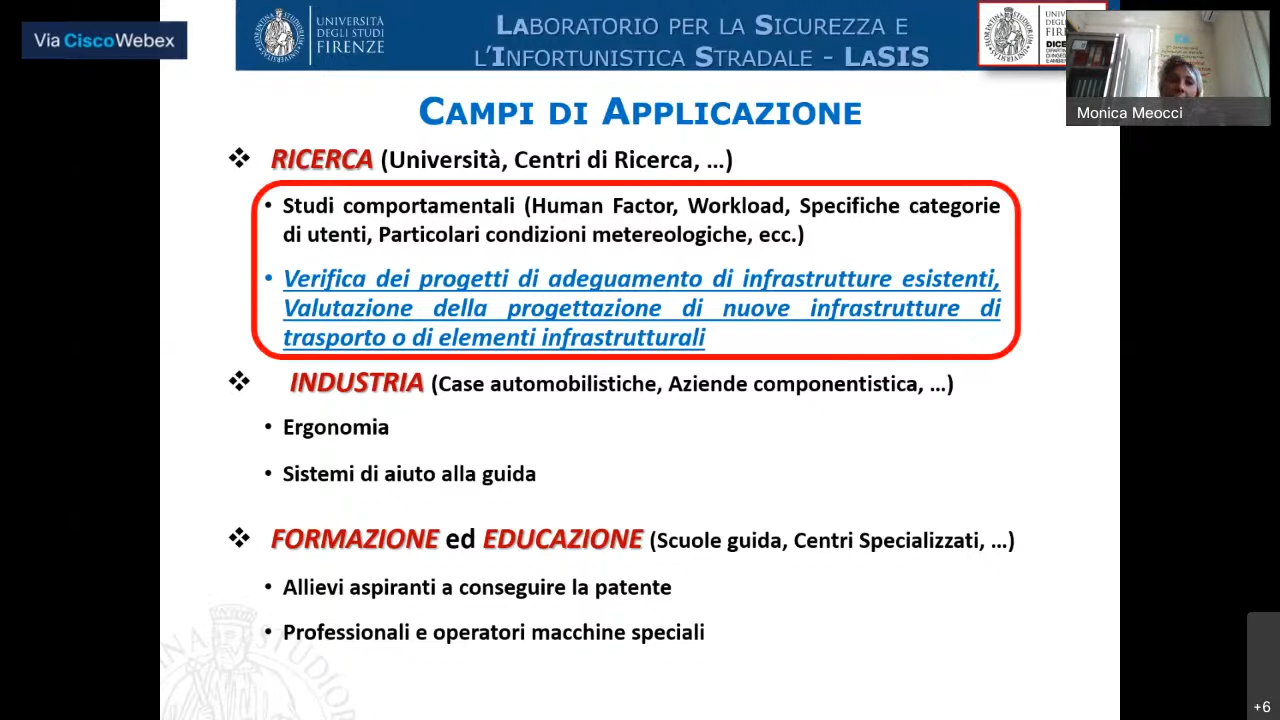 Via CiscoWebex
UNIVERSITÀ
DEGLI STUDI
FIRENZE
LABORATORIO PER LA SICUREZZA E
L'INFORTUNISTICA STRADALE - LASIS
DICE
Monica Meocci
CAMPI DI APPLICAZIONE
❖ RICERCA (Università, Centri di Ricerca, ...)
• Studi comportamentali (Human Factor, Workload, Specifiche categorie
di utenti, Particolari condizioni metereologiche, ecc.)
• Verifica dei progetti di adeguamento di infrastrutture esistenti,
Valutazione della progettazione di nuove infrastrutture di
trasporto o di elementi infrastrutturali
❖ INDUSTRIA (Case automobilistiche, Aziende componentistica, ...)
• Ergonomia
• Sistemi di aiuto alla guida
❖ FORMAZIONE ed EDUCAZIONE (Scuole guida, Centri Specializzati, ...)
• Allievi aspiranti a conseguire la patente
• Professionali e operatori macchine speciali
+6